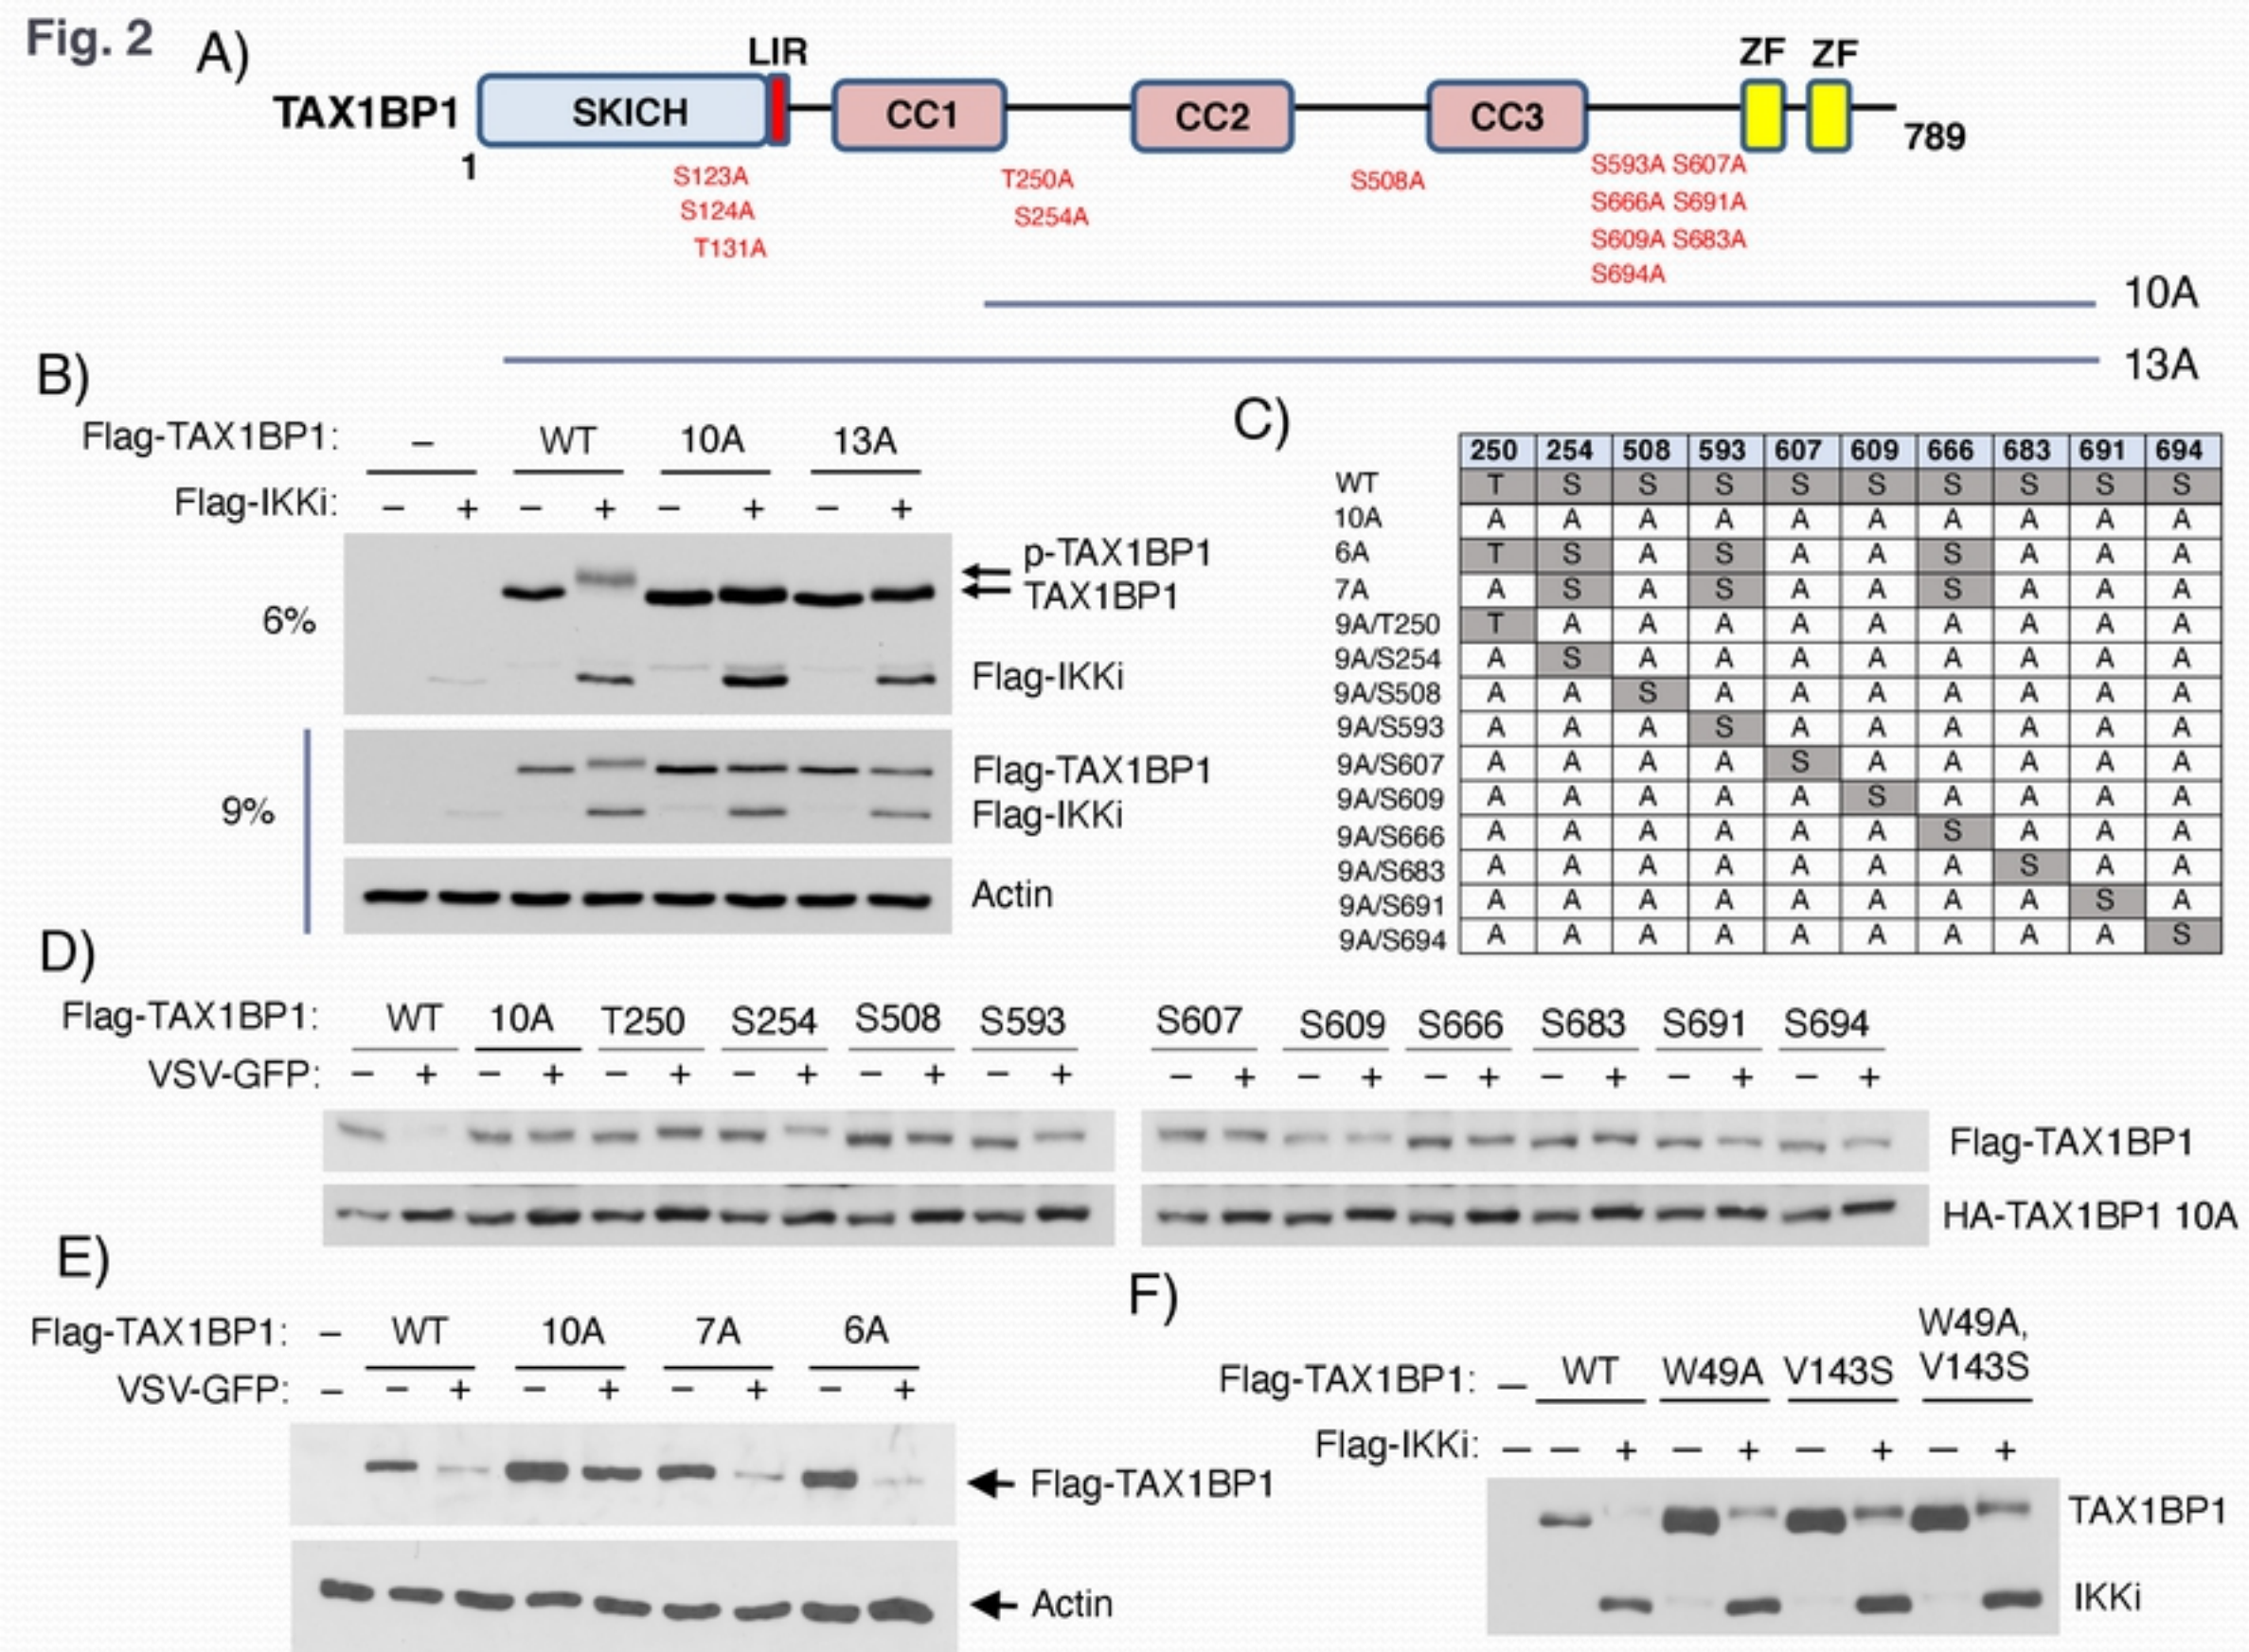 Fig. 2
A)
LIR
ZF ZF
TAX1BP1 SKICH CC1 CC2 CC3
1 789
S123A T250A S508A S593A S607A
S124A S254A S666A S691A
T131A S609A S683A
S694A
10A
13A
B)
Flag-TAX1BP1: – WT 10A 13A
Flag-IKKi: – + – + – + – +
p-TAX1BP1
TAX1BP1
6%
Flag-IKKi
Flag-TAX1BP1
9%
Flag-IKKi
Actin
C)
250 254 508 593 607 609 666 683 691 694
WT T S S S S S S S S S
10A A A A A A A A A A A
6A T S A S A A S A A A
7A A S A S A A S A A A
9A/T250 T A A A A A A A A A
9A/S254 A S A A A A A A A A
9A/S508 A A S A A A A A A A
9A/S593 A A A S A A A A A A
9A/S607 A A A A S A A A A A
9A/S609 A A A A A S A A A A
9A/S666 A A A A A A S A A A
9A/S683 A A A A A A A S A A
9A/S691 A A A A A A A A S A
9A/S694 A A A A A A A A A S
D)
Flag-TAX1BP1: WT 10A T250 S254 S508 S593 S607 S609 S666 S683 S691 S694
VSV-GFP: – + – + – + – + – + – + – + – + – + – + – + – +
Flag-TAX1BP1
HA-TAX1BP1 10A
E)
Flag-TAX1BP1: – WT 10A 7A 6A
VSV-GFP: – – + – + – + – +
Flag-TAX1BP1
Actin
F)
W49A,
Flag-TAX1BP1: – WT W49A V143S V143S
Flag-IKKi: – – + – + – + – +
TAX1BP1
IKKi